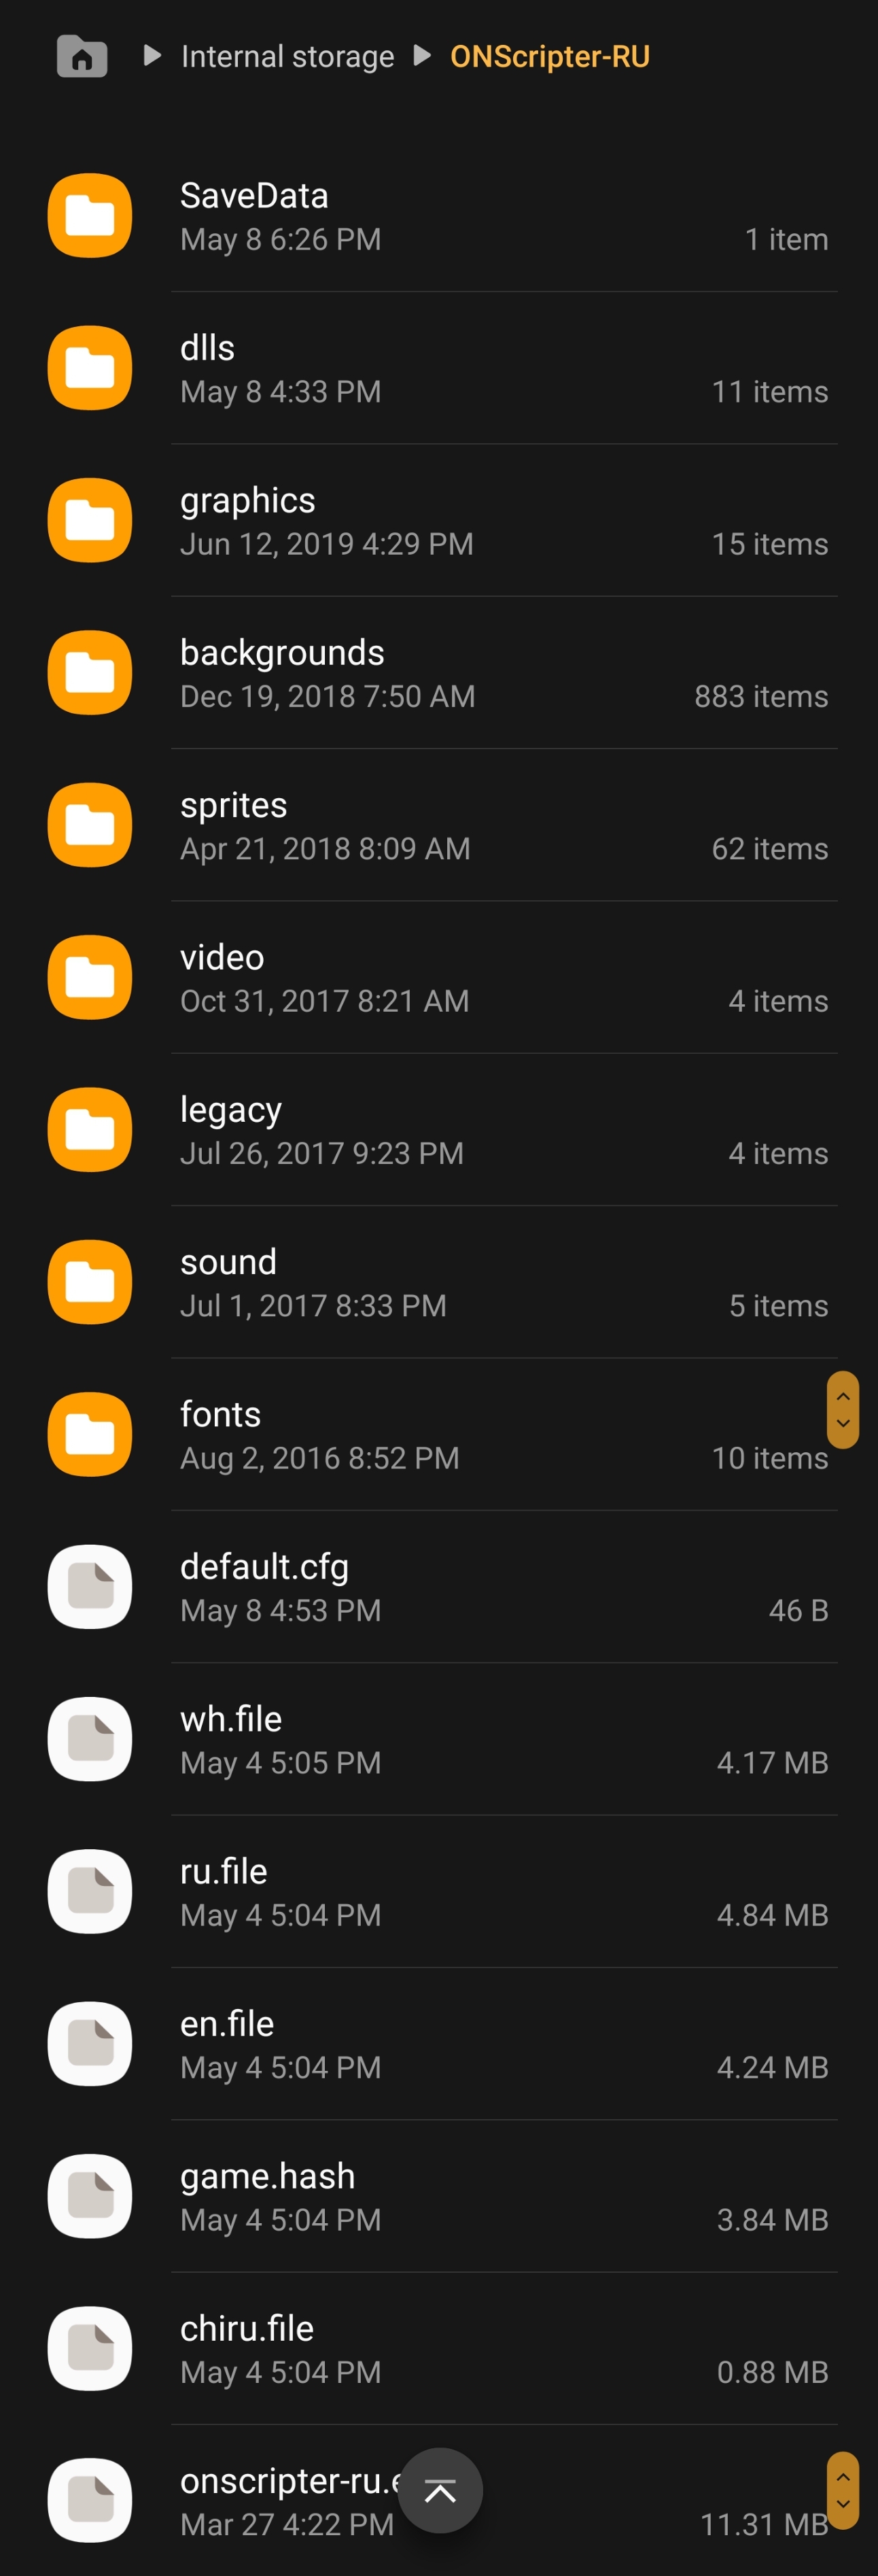 Internal storage ONScripter-RU
SaveData
May 8 6:26 PM 1 item
dlls
May 8 4:33 PM 11 items
graphics
Jun 12, 2019 4:29 PM 15 items
backgrounds
Dec 19, 2018 7:50 AM 883 items
sprites
Apr 21, 2018 8:09 AM 62 items
video
Oct 31, 2017 8:21 AM 4 items
legacy
Jul 26, 2017 9:23 PM 4 items
sound
Jul 1, 2017 8:33 PM 5 items
fonts
Aug 2, 2016 8:52 PM 10 items
default.cfg
May 8 4:53 PM 46 B
wh.file
May 4 5:05 PM 4.17 MB
ru.file
May 4 5:04 PM 4.84 MB
en.file
May 4 5:04 PM 4.24 MB
game.hash
May 4 5:04 PM 3.84 MB
chiru.file
May 4 5:04 PM 0.88 MB
onscripter-ru.
Mar 27 4:22 PM 11.31 MB